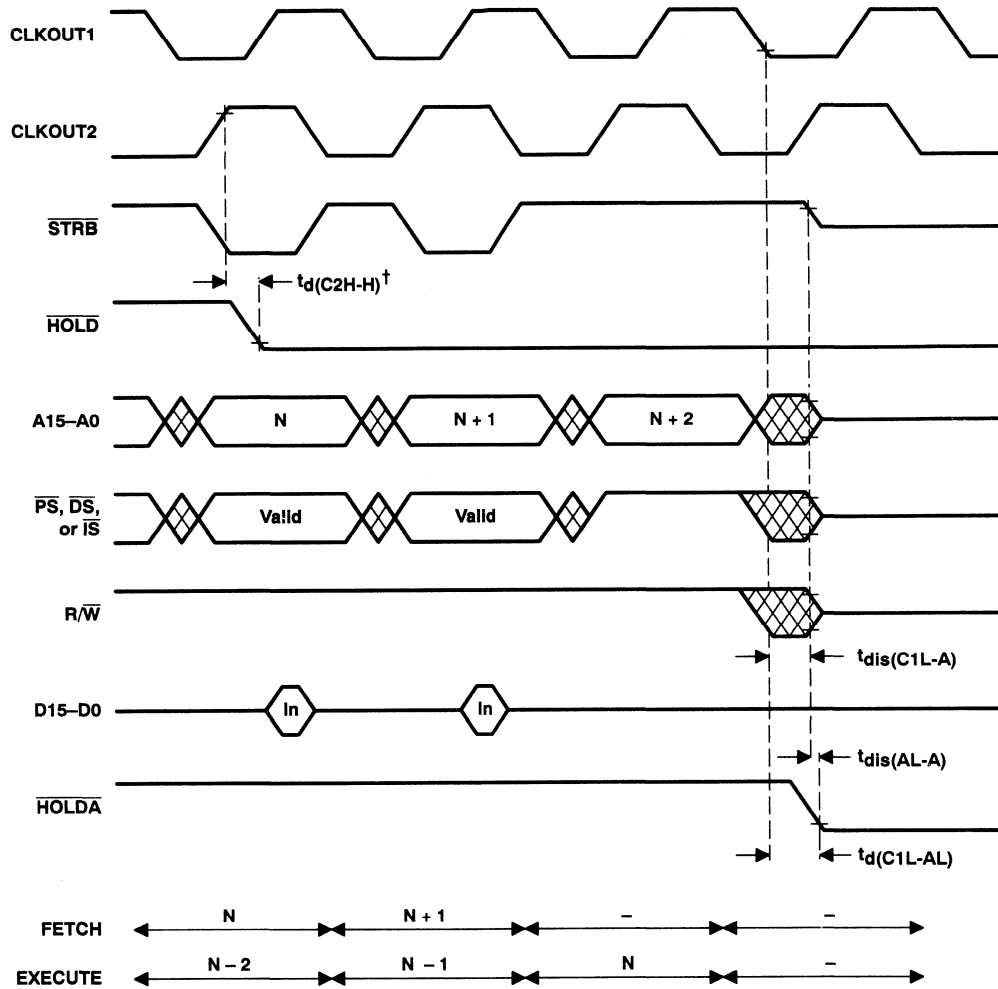 CLKOUT1
CLKOUT2
STRB
td(C2H-H)†
HOLD
A15–A0
N
N + 1
N + 2
PS, DS,
or IS
Valid
Valid
R/W
tdis(C1L-A)
D15–D0
In
In
tdis(AL-A)
HOLDA
td(C1L-AL)
FETCH
N
N + 1
–
–
EXECUTE
N – 2
N – 1
N
–